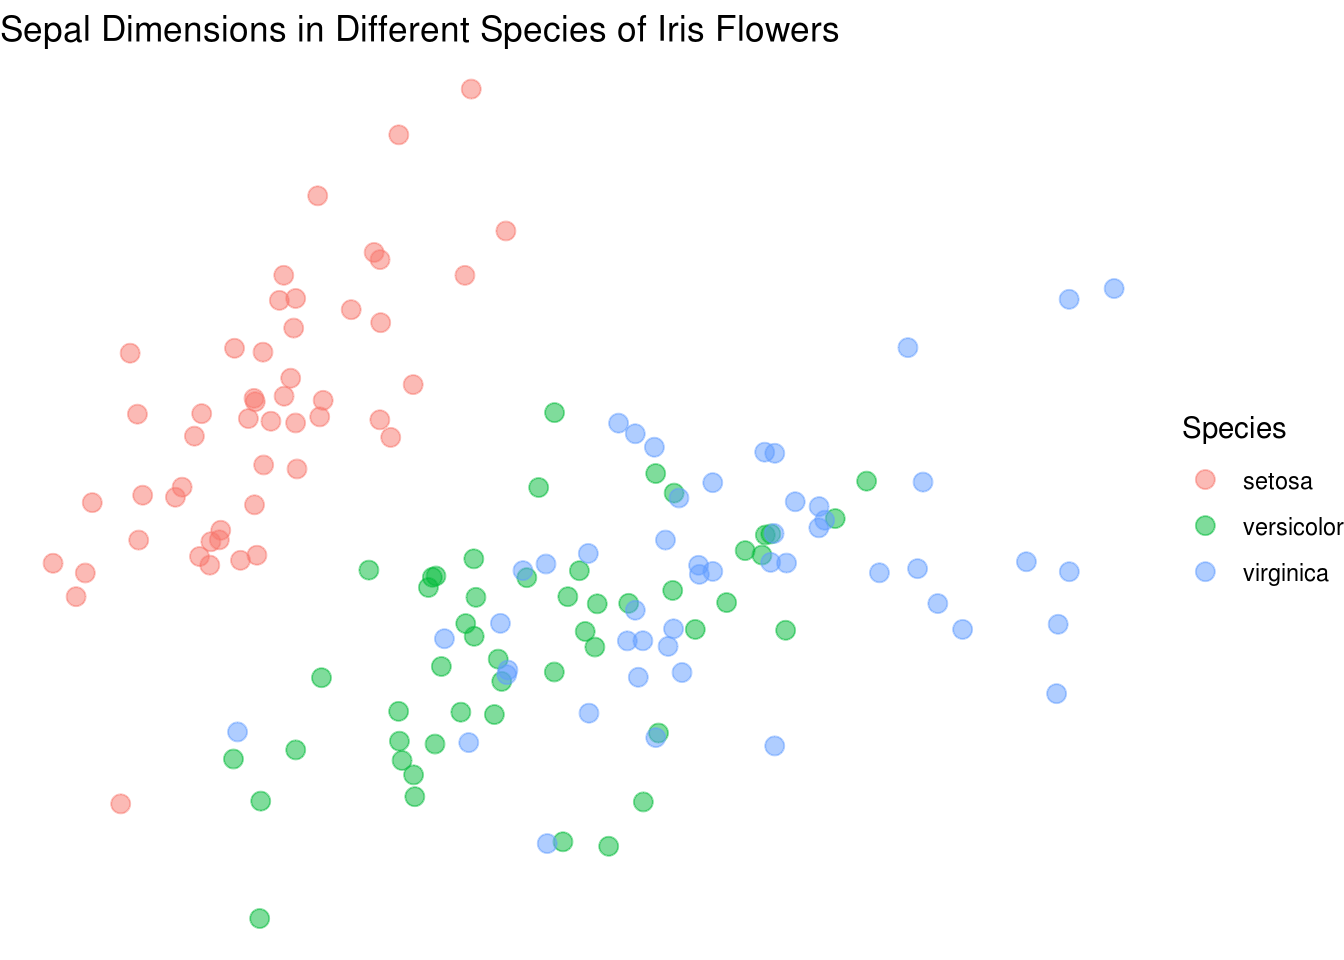 Sepal Dimensions in Different Species of Iris Flowers
Species
setosa
versicolor
virginica